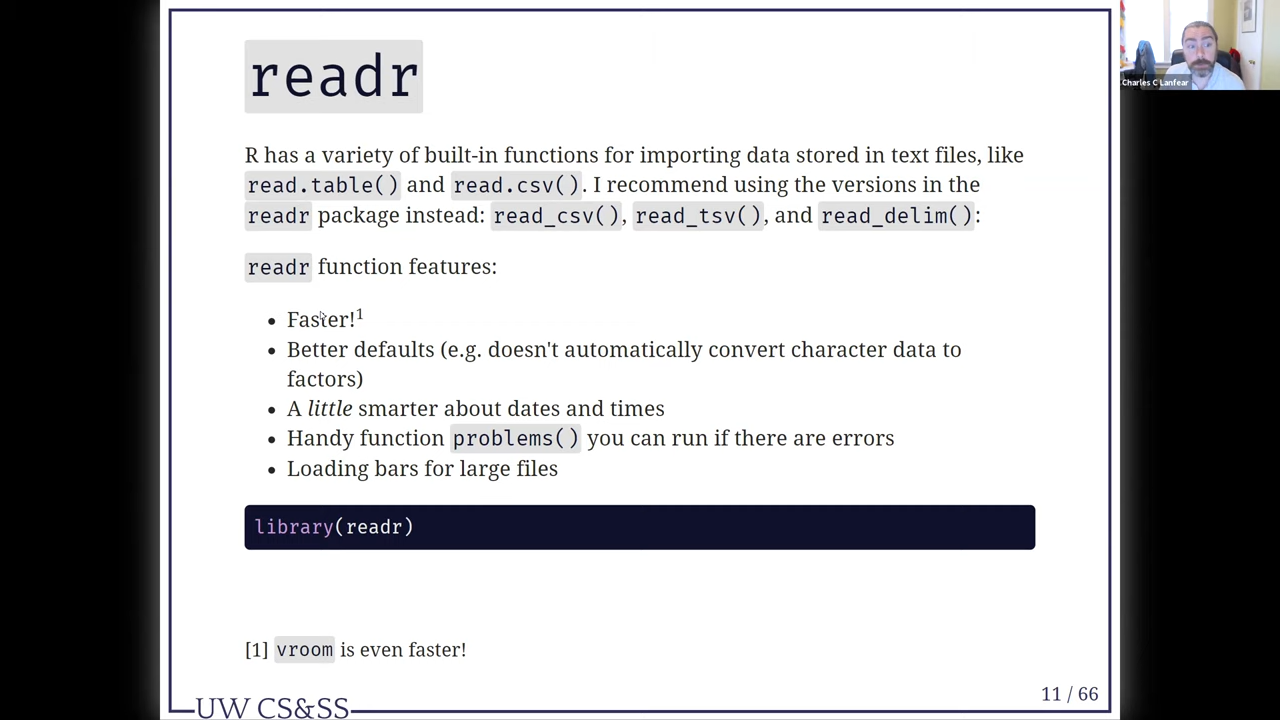 readr
Charles C Lanfear
R has a variety of built-in functions for importing data stored in text files, like
read.table() and read.csv(). I recommend using the versions in the
readr package instead: read_csv(), read_tsv(), and read_delim():
readr function features:
• Faster!¹
• Better defaults (e.g. doesn't automatically convert character data to
factors)
• A little smarter about dates and times
• Handy function problems() you can run if there are errors
• Loading bars for large files
library(readr)
[1] vroom is even faster!
11 / 66
UW CS&SS